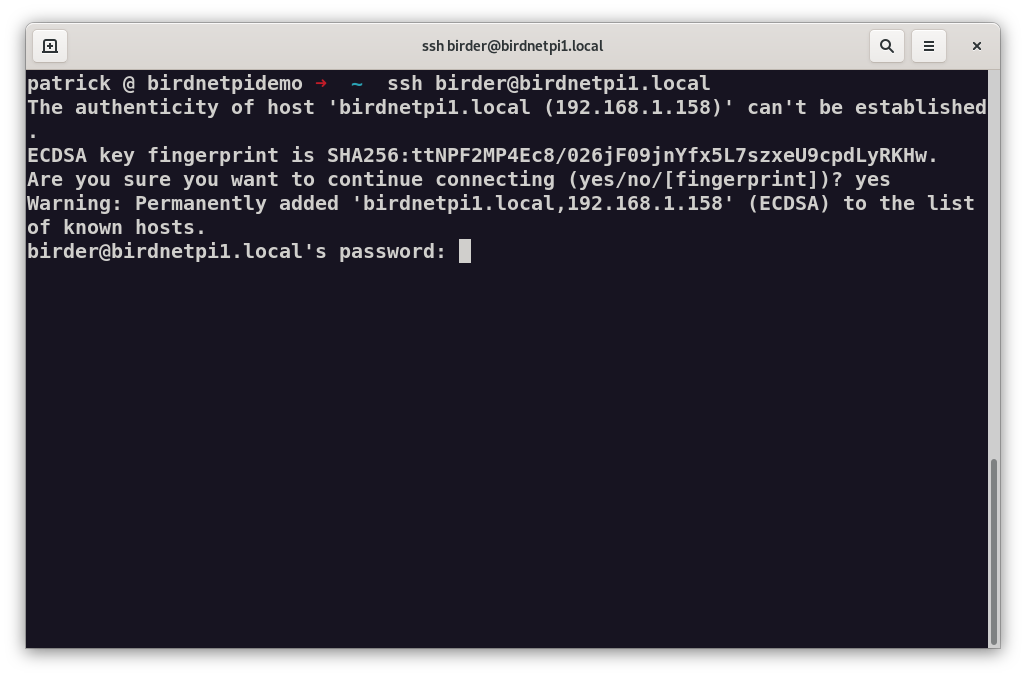 ssh birder@birdnetpi1.local
patrick @ birdnetpidemo → ~ ssh birder@birdnetpi1.local
The authenticity of host 'birdnetpi1.local (192.168.1.158)' can't be established
.
ECDSA key fingerprint is SHA256:ttNPF2MP4Ec8/026jF09jnYfx5L7szxeU9cpdLyRKHw.
Are you sure you want to continue connecting (yes/no/[fingerprint])? yes
Warning: Permanently added 'birdnetpi1.local,192.168.1.158' (ECDSA) to the list
of known hosts.
birder@birdnetpi1.local's password: